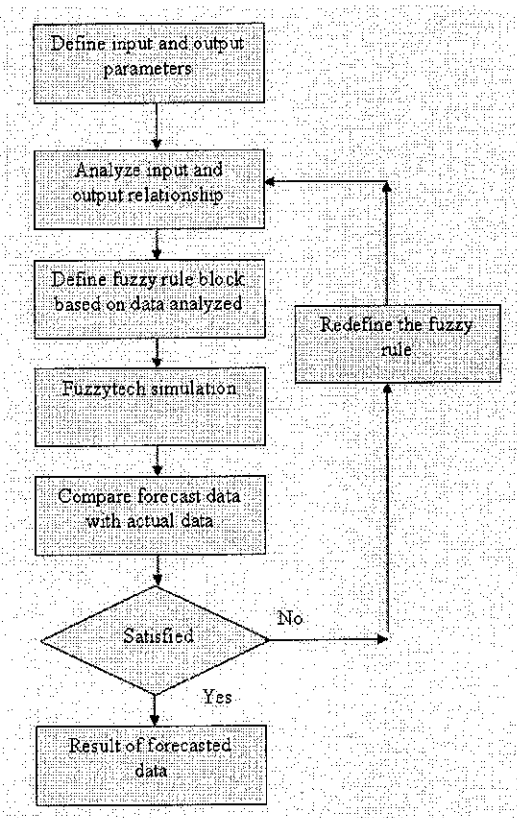 Define input and output
parameters
Analyze input and
output relationship
Define fuzzy rule block
based on data analyzed
Redefine the fuzzy
rule
Fuzzytech simulation
Compare forecast data
with actual data
Satisfied
No
Yes
Result of forecasted
data